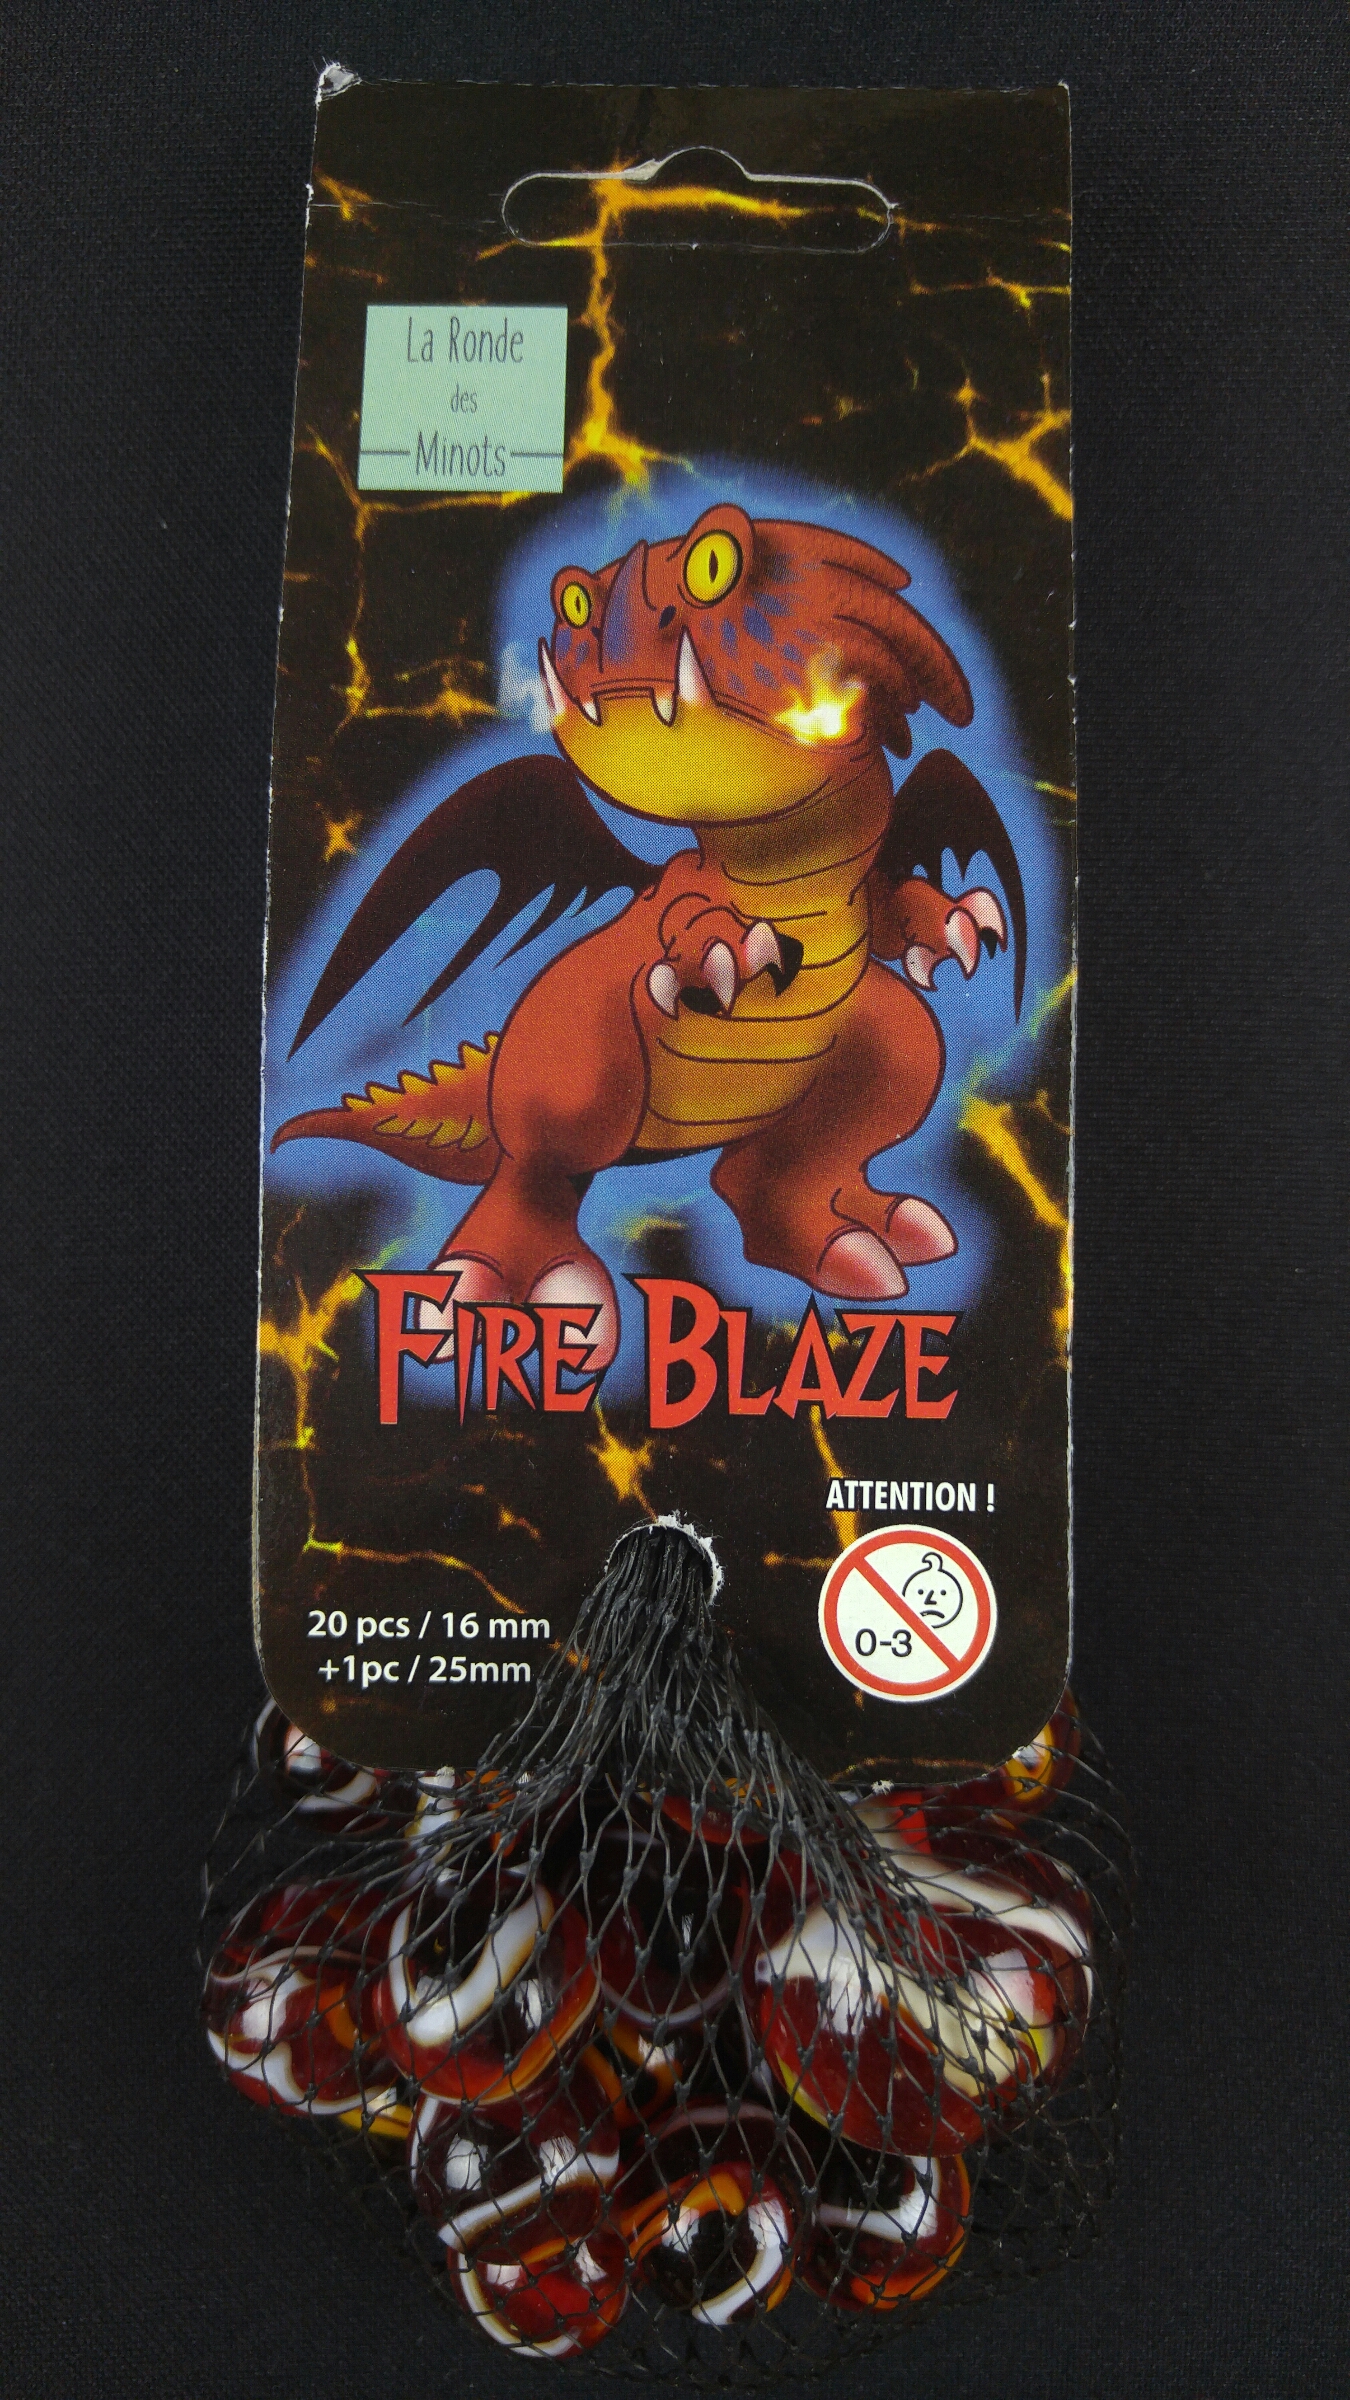 La Ronde
des
Minots
FIRE BLAZE
ATTENTION !
0-3
20 pcs / 16 mm
+1pc / 25mm